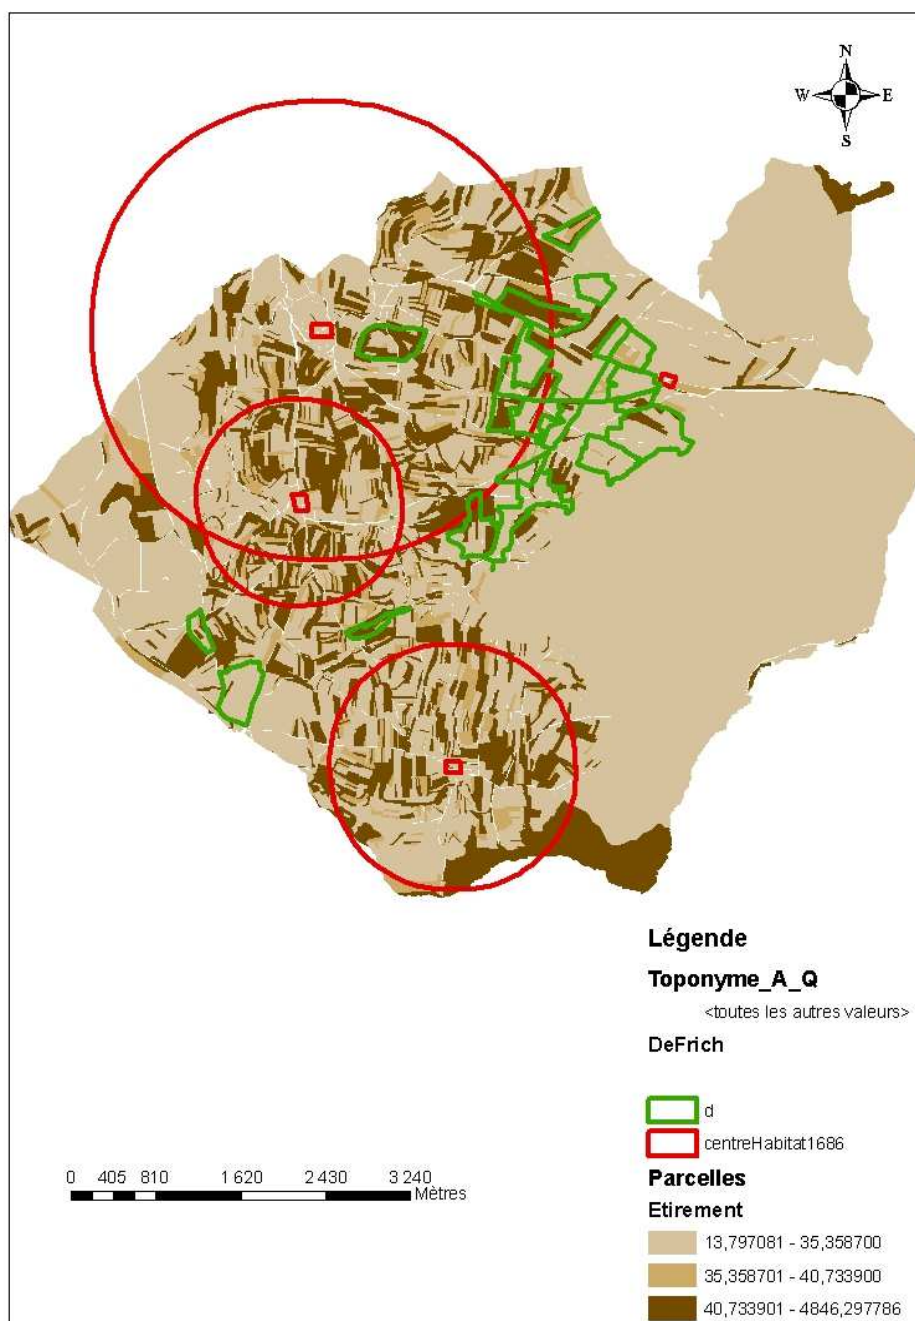 N
W E
S
Légende
Toponyme_A_Q
<toutes les autres valeurs>
DeFrich
d
centreHabitat1686
0 405 810 1 620 2 430 3 240
Mètres
Parcelles
Etirement
13,797081 - 35,358700
35,358701 - 40,733900
40,733901 - 4846,297786